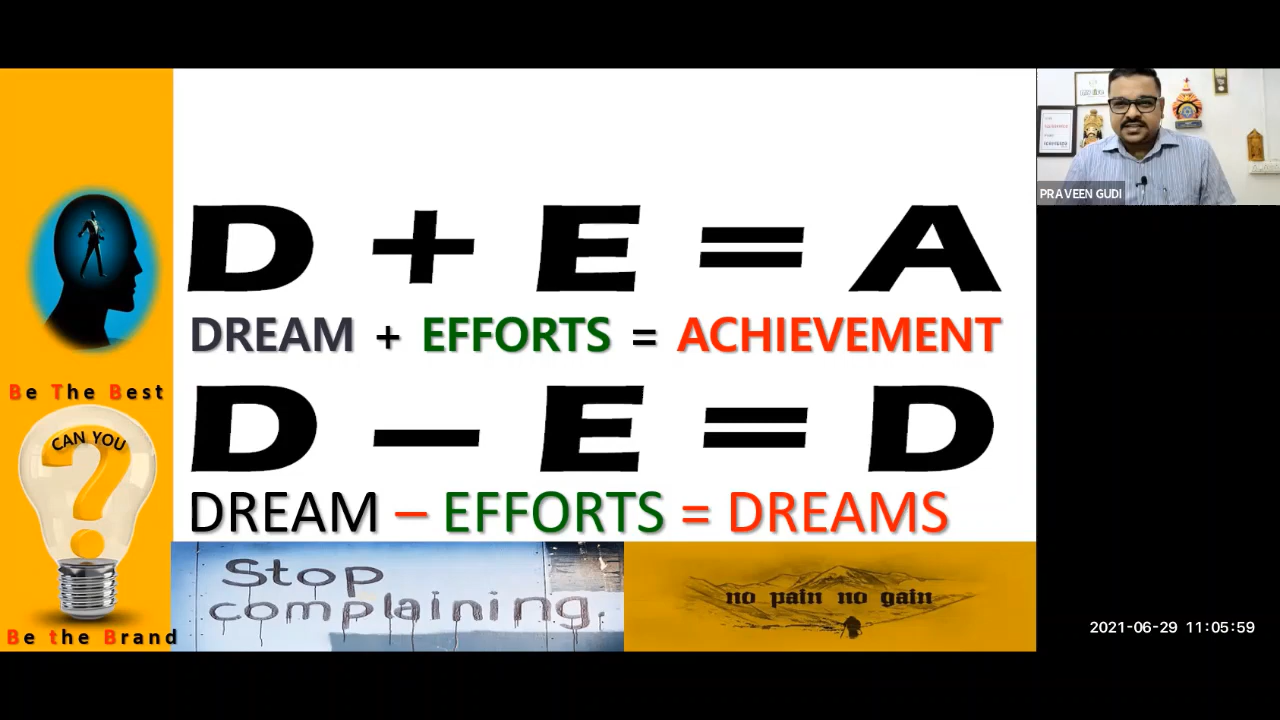 D + E = A
DREAM + EFFORTS = ACHIEVEMENT
D – E = D
DREAM – EFFORTS = DREAMS
Be The Best
CAN YOU
?
Be the Brand
Stop
complaining.
no pain no gain
PRAVEEN GUDI
2021-06-29 11:05:59